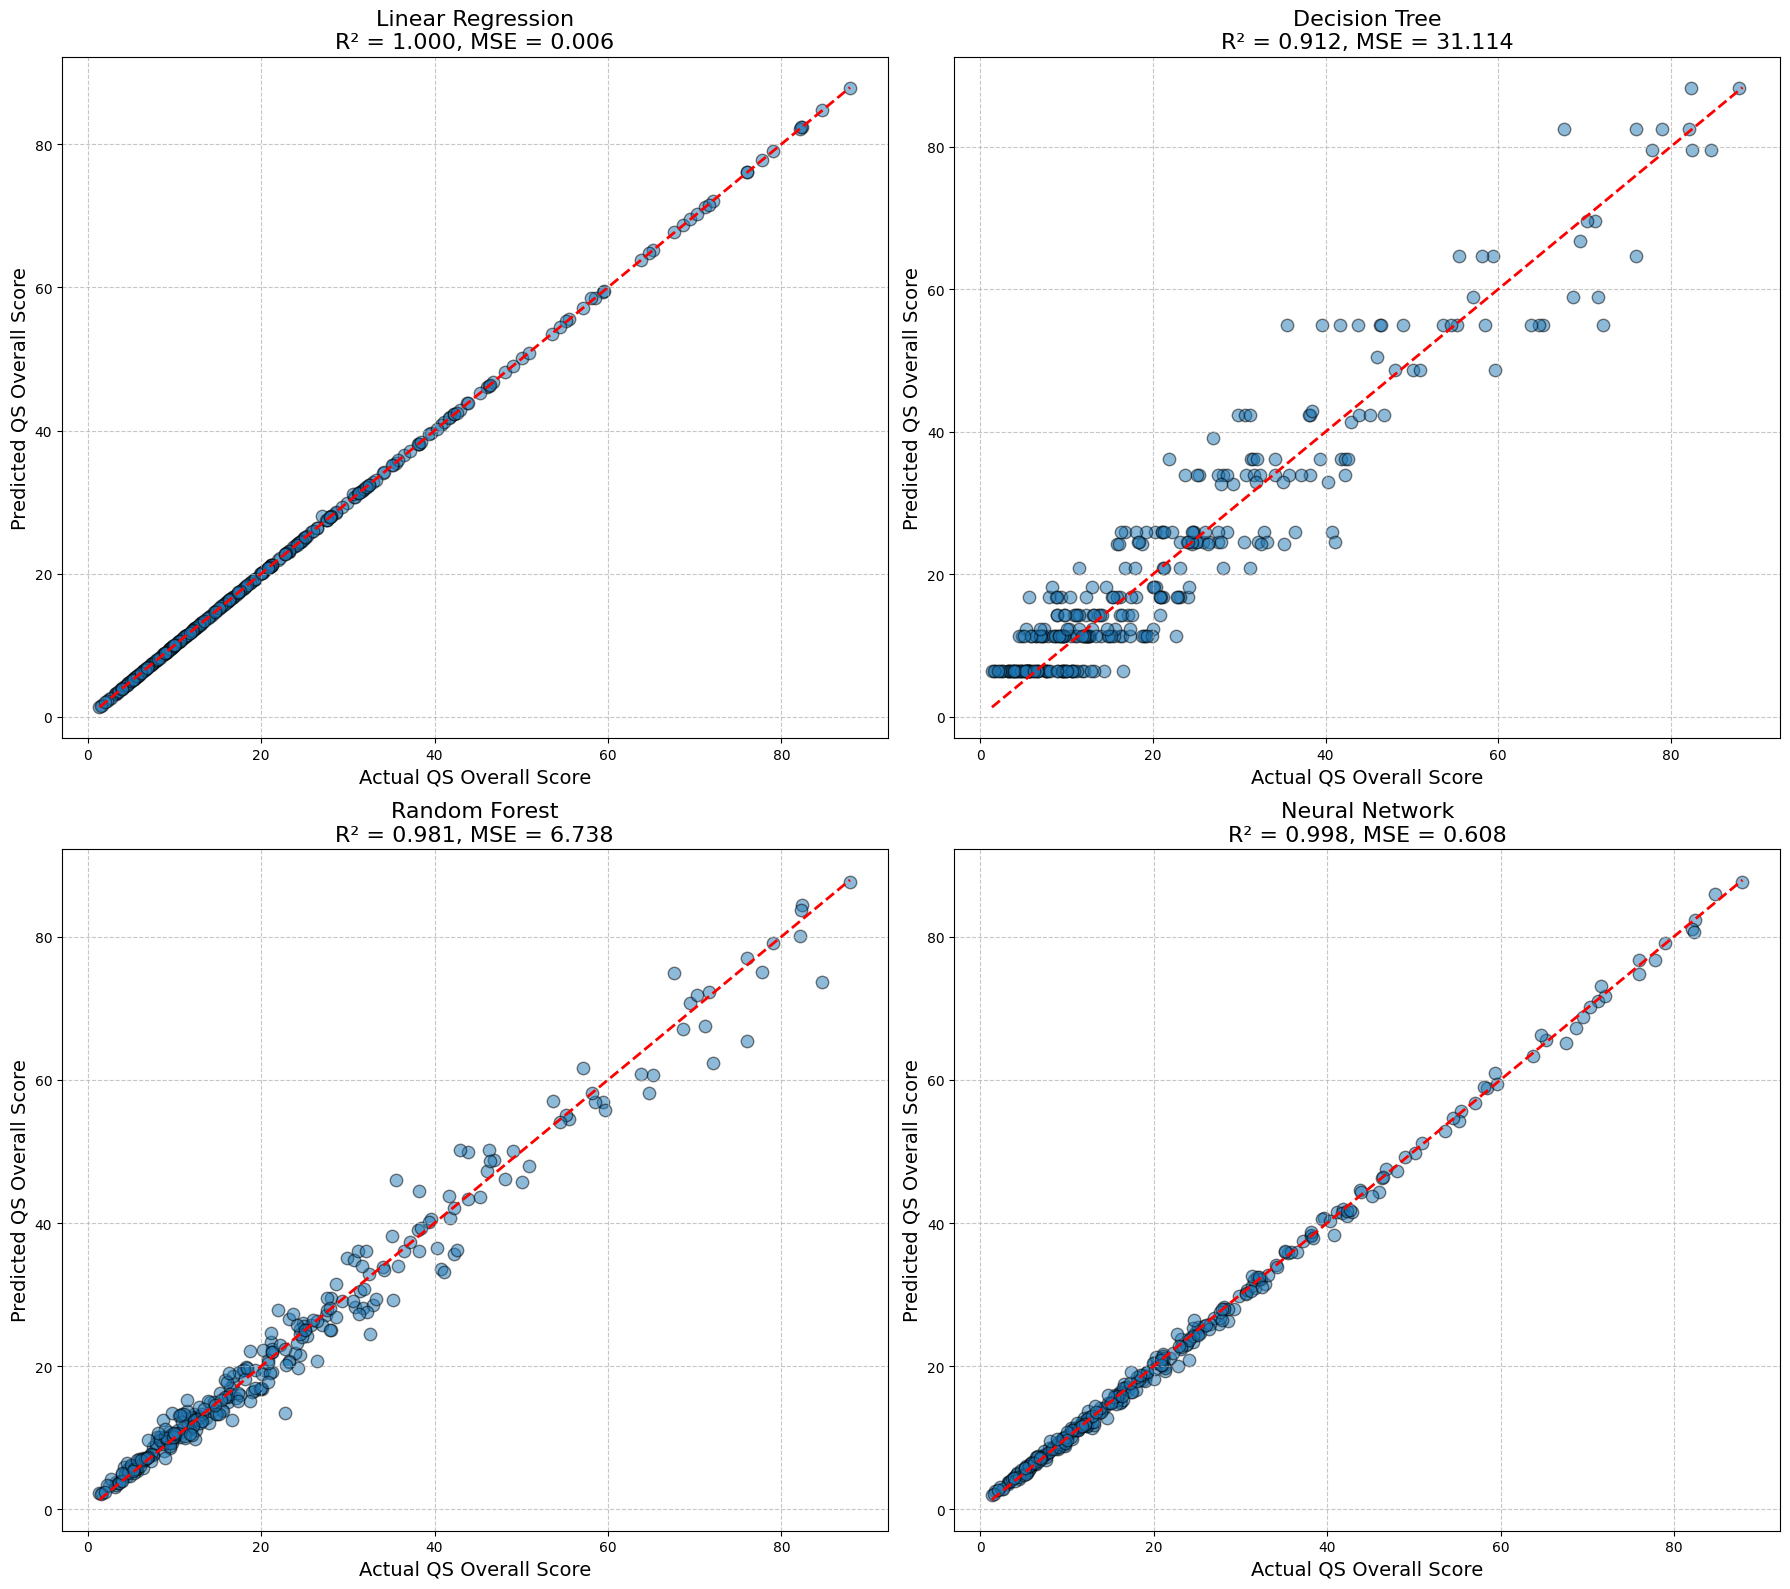 Linear Regression
R² = 1.000, MSE = 0.006
Predicted QS Overall Score
80
60
40
20
0
0 20 40 60 80
Actual QS Overall Score
Decision Tree
R² = 0.912, MSE = 31.114
Predicted QS Overall Score
80
60
40
20
0
0 20 40 60 80
Actual QS Overall Score
Random Forest
R² = 0.981, MSE = 6.738
Predicted QS Overall Score
80
60
40
20
0
0 20 40 60 80
Actual QS Overall Score
Neural Network
R² = 0.998, MSE = 0.608
Predicted QS Overall Score
80
60
40
20
0
0 20 40 60 80
Actual QS Overall Score